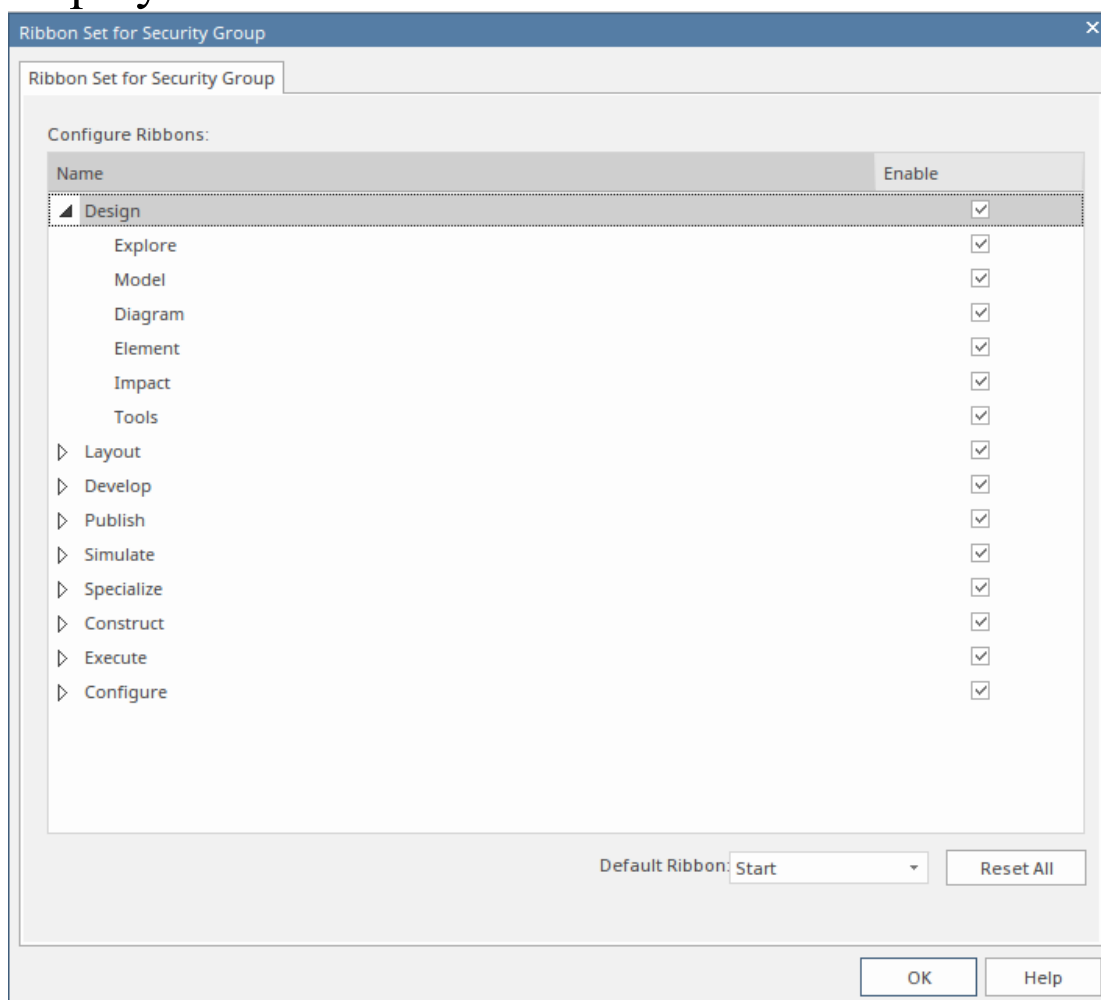 Ribbon Set for Security Group
Ribbon Set for Security Group
Configure Ribbons:
Name Enable
Design
Explore
Model
Diagram
Element
Impact
Tools
Layout
Develop
Publish
Simulate
Specialize
Construct
Execute
Configure
Default Ribbon: Start Reset All
OK Help